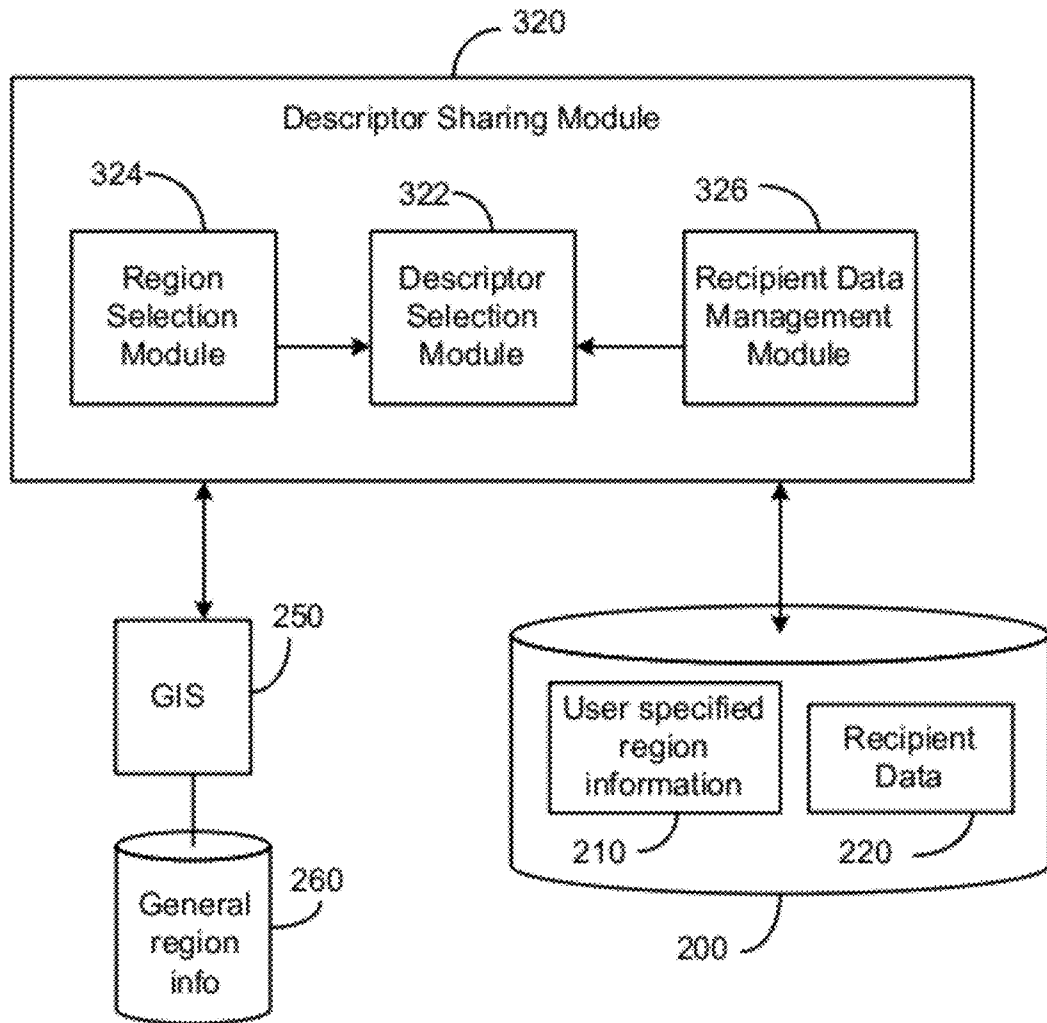 320
Descriptor Sharing Module
324
322
326
Region
Selection
Module
Descriptor
Selection
Module
Recipient Data
Management
Module
250
GIS
User specified
region
information
Recipient
Data
210
220
260
General
region
info
200